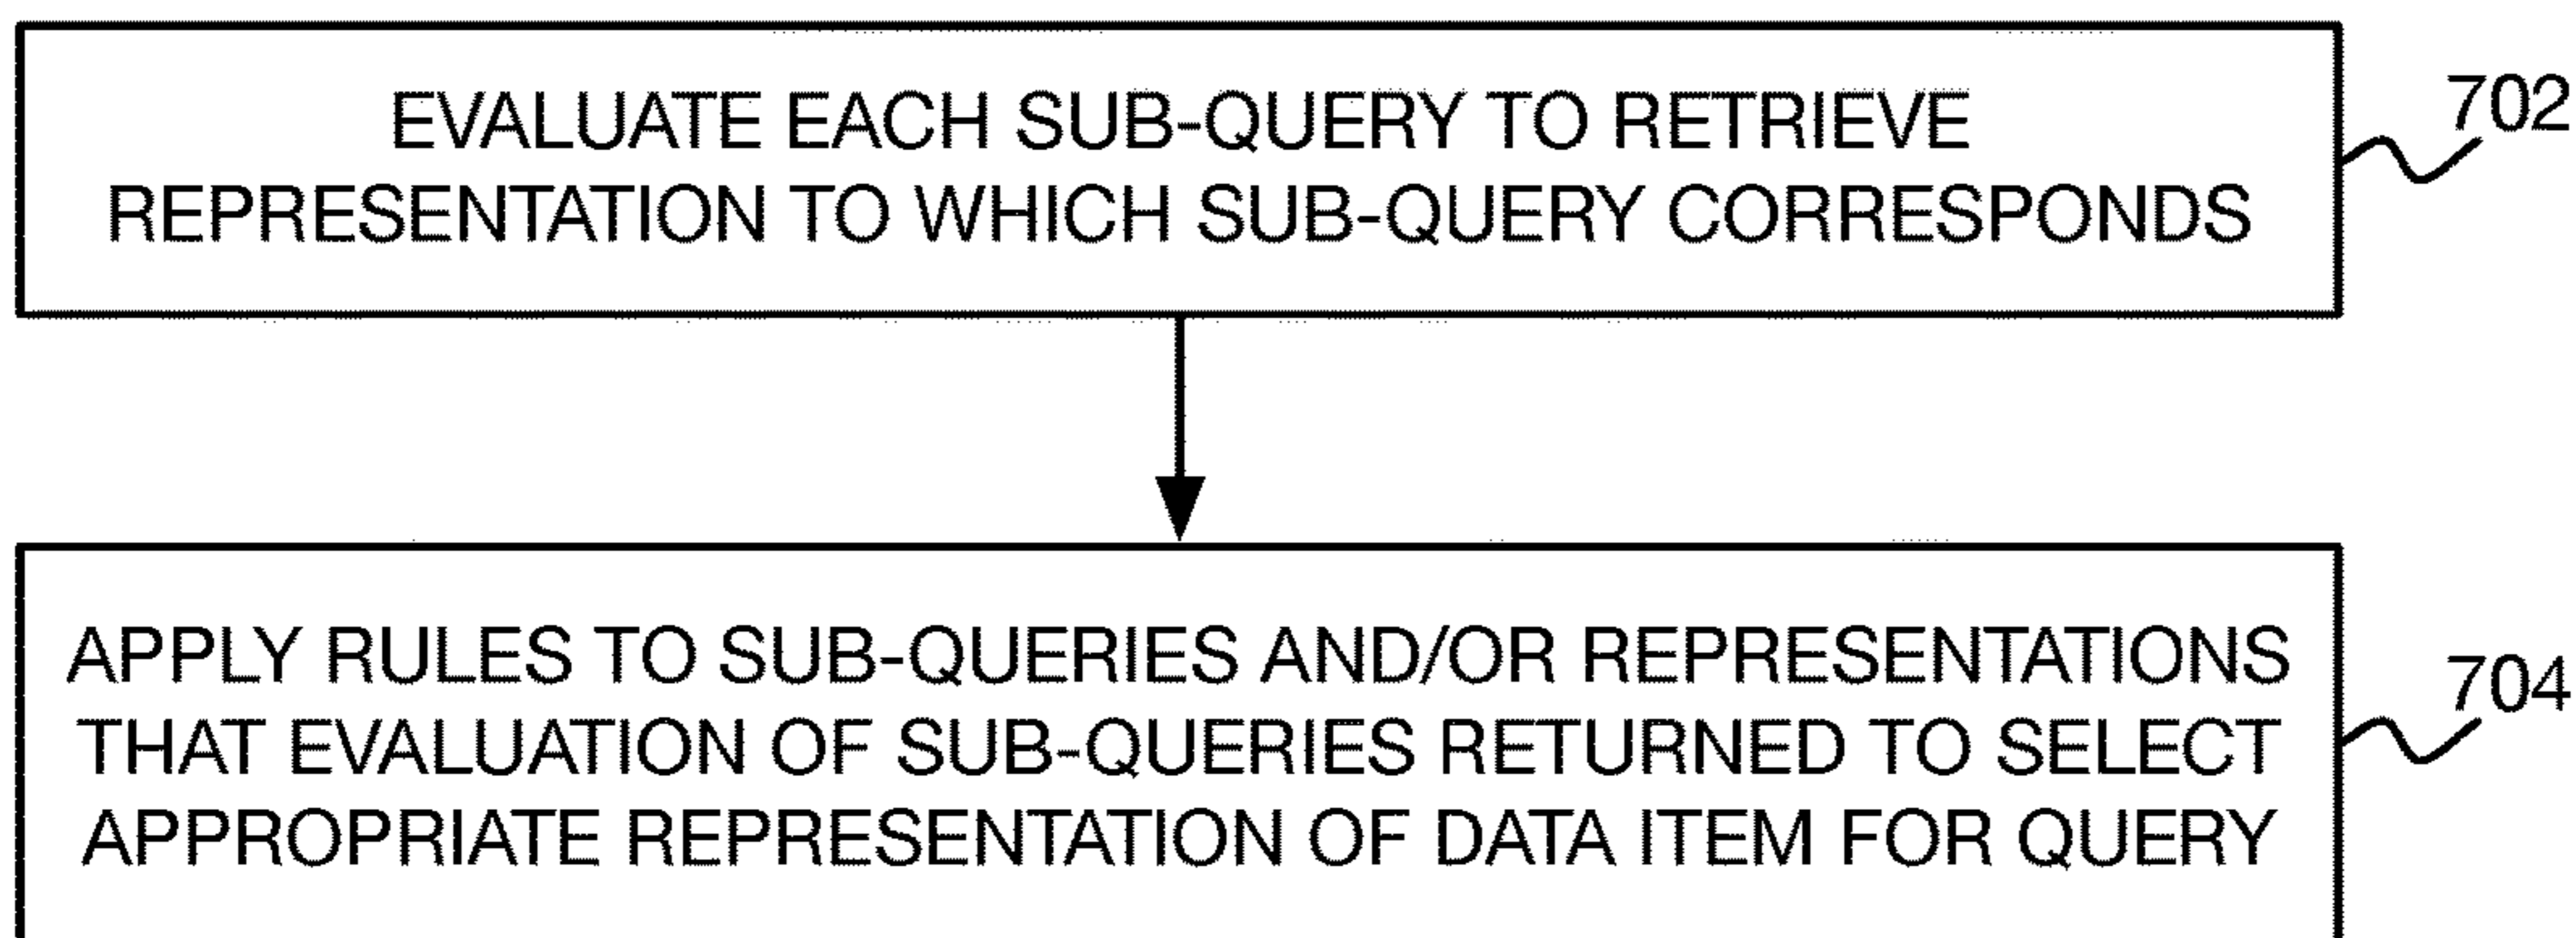 EVALUATE EACH SUB-QUERY TO RETRIEVE
REPRESENTATION TO WHICH SUB-QUERY CORRESPONDS
702
APPLY RULES TO SUB-QUERIES AND/OR REPRESENTATIONS
THAT EVALUATION OF SUB-QUERIES RETURNED TO SELECT
APPROPRIATE REPRESENTATION OF DATA ITEM FOR QUERY
704